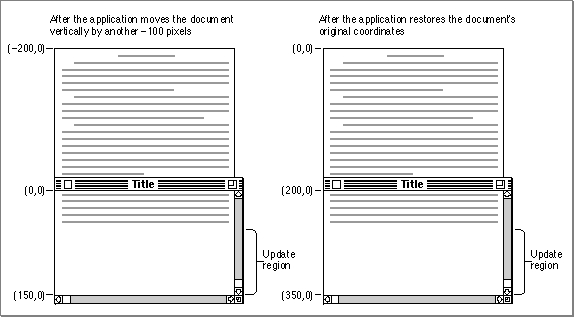 After the application moves the document
vertically by another –100 pixels
(–200,0)
Title
(0,0)
Update
region
(150,0)
After the application restores the document's
original coordinates
(0,0)
Title
(200,0)
Update
region
(350,0)